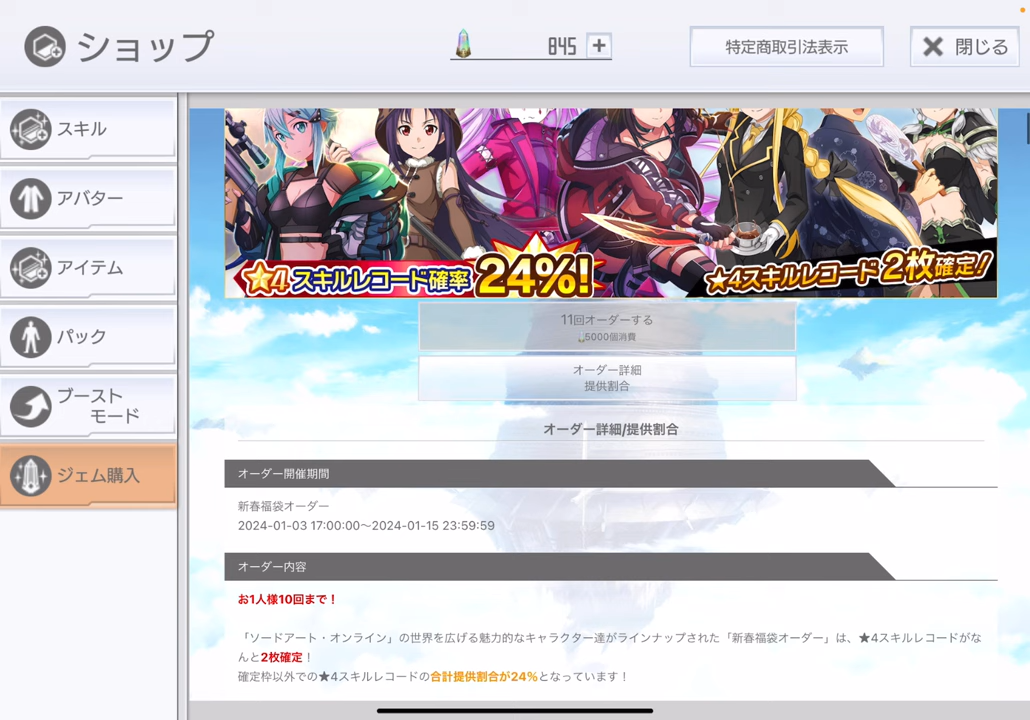 ショップ
845
特定商取引法表示
閉じる
スキル
アバター
アイテム
パック
ブースト
モード
ジェム購入
★4スキルレコード確率24%!
★4スキルレコード2枚確定!
11回オーダーする
5000個消費
オーダー詳細
提供割合
オーダー詳細/提供割合
オーダー開催期間
新春福袋オーダー
2024-01-03 17:00:00〜2024-01-15 23:59:59
オーダー内容
お1人様10回まで！
「ソードアート・オンライン」の世界を広げる魅力的なキャラクター達がラインナップされた「新春福袋オーダー」は、★4スキルレコードがな
んと2枚確定！
確定枠以外での★4スキルレコードの合計提供割合が24%となっています！